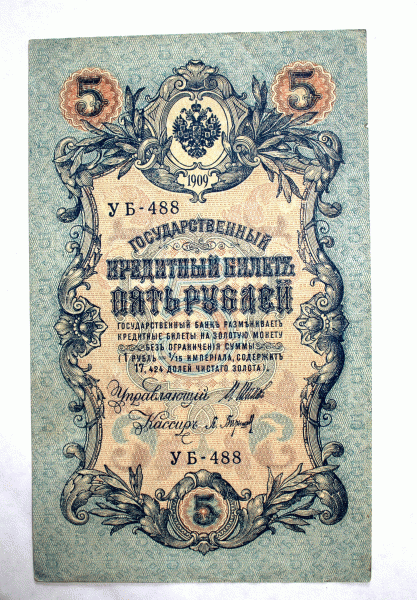 5 5
1909
УБ-488
ГОСУДАРСТВЕННЫЙ
КРЕДИТНЫЙ БИЛЕТЪ
ПЯТЬ РУБЛЕЙ
ГОСУДАРСТВЕННЫЙ БАНКЪ РАЗМѢНИВАЕТЪ
КРЕДИТНЫЕ БИЛЕТЫ НА ЗОЛОТУЮ МОНЕТУ
БЕЗЪ ОГРАНИЧЕНІЯ СУММЫ
(1 РУБЛЬ = 1/15 ИМПЕРІАЛА, СОДЕРЖИТЪ
17,424 ДОЛЕЙ ЧИСТАГО ЗОЛОТА).
Управляющій И. Шипов
Кассиръ
УБ-488
5